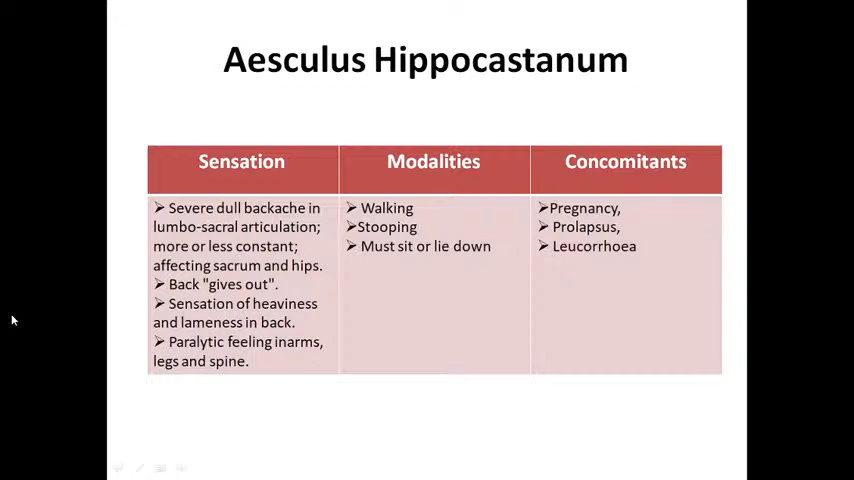 Aesculus Hippocastanum
Sensation
Modalities
Concomitants
➢ Severe dull backache in
lumbo-sacral articulation;
more or less constant;
affecting sacrum and hips.
➢ Back "gives out".
➢ Sensation of heaviness
and lameness in back.
➢ Paralytic feeling inarms,
legs and spine.
➢ Walking
➢Stooping
➢ Must sit or lie down
➢Pregnancy,
➢ Prolapsus,
➢ Leucorrhoea